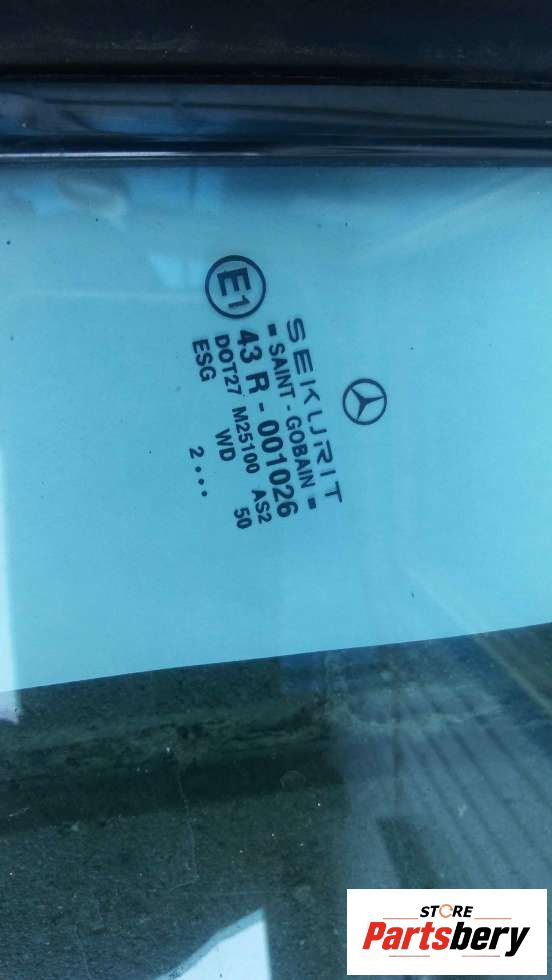 SEKURIT
SAINT - GOBAIN
E1
43 R - 001026
DOT27 M25100 AS2
ESG WD 50
2...
STORE
Partsbery